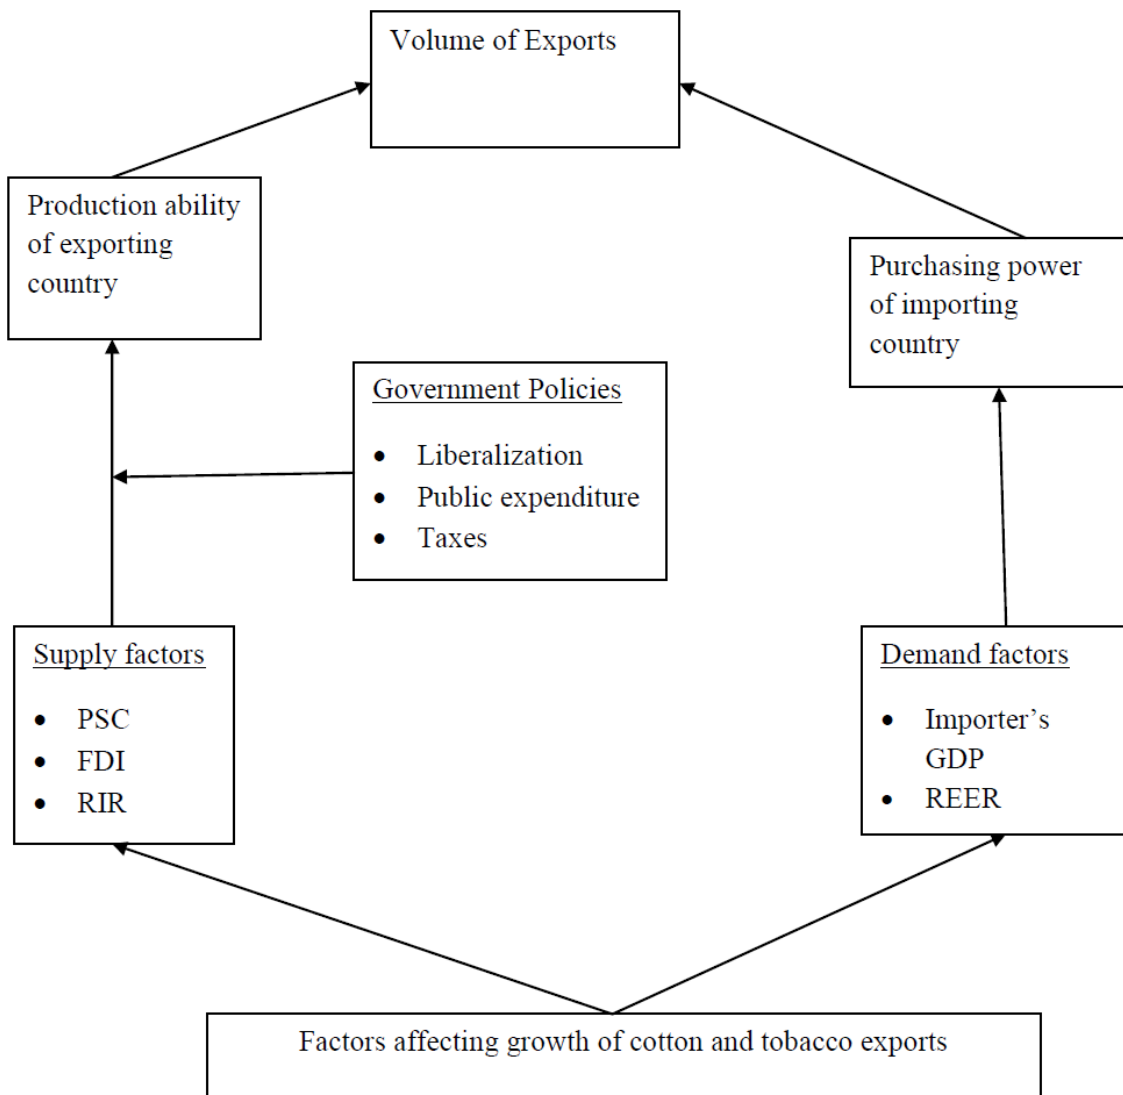 Volume of Exports
Production ability
of exporting
country
Purchasing power
of importing
country
Government Policies
• Liberalization
• Public expenditure
• Taxes
Supply factors
• PSC
• FDI
• RIR
Demand factors
• Importer’s
GDP
• REER
Factors affecting growth of cotton and tobacco exports